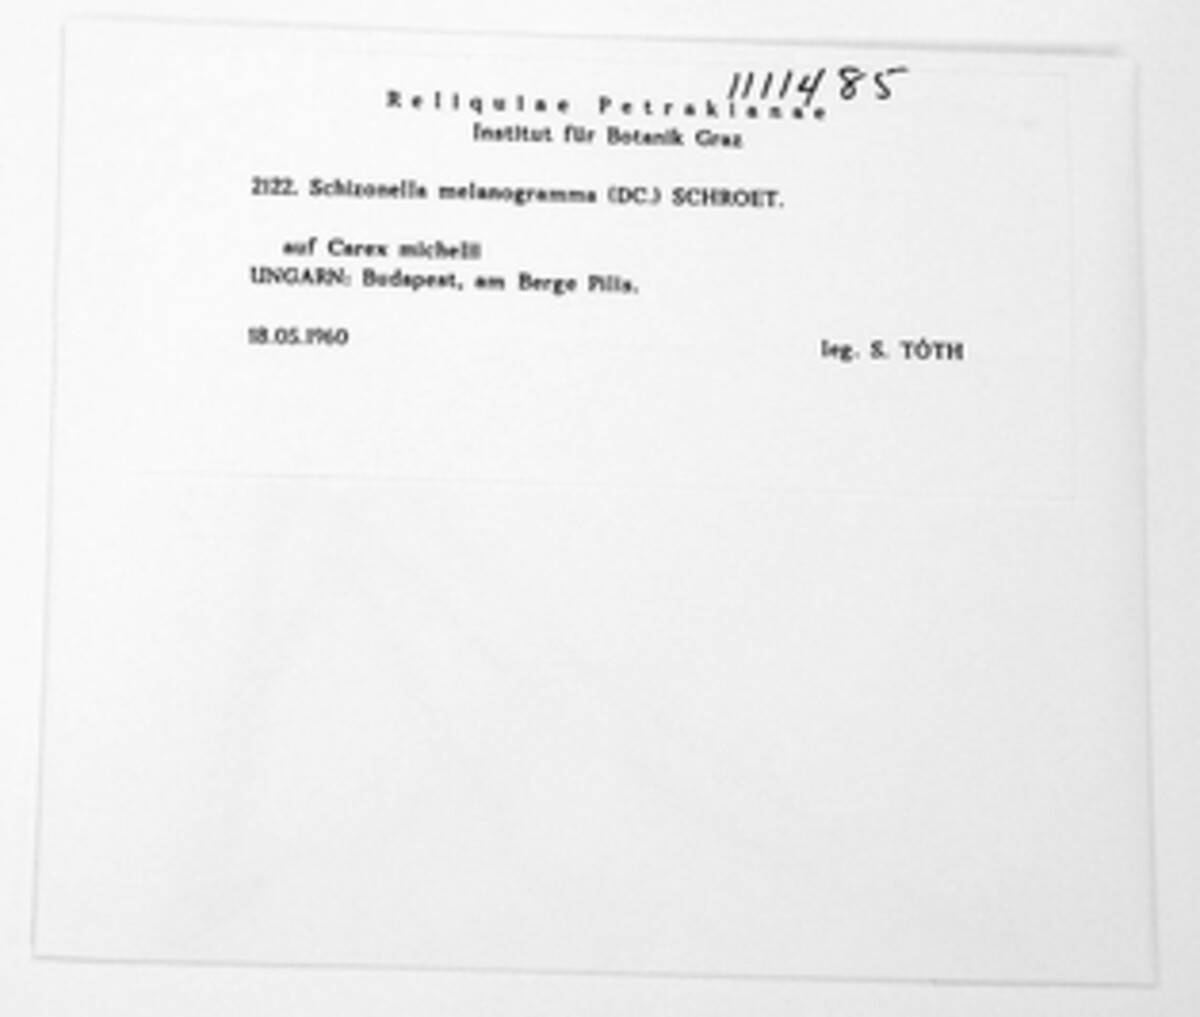 1111485
Reliquiae Petrakianae
Institut für Botanik Graz
2122. Schizonella melanogramma (DC.) SCHROET.
auf Carex michelii
UNGARN: Budapest, am Berge Pilis.
18.05.1960
leg. S. TÓTH